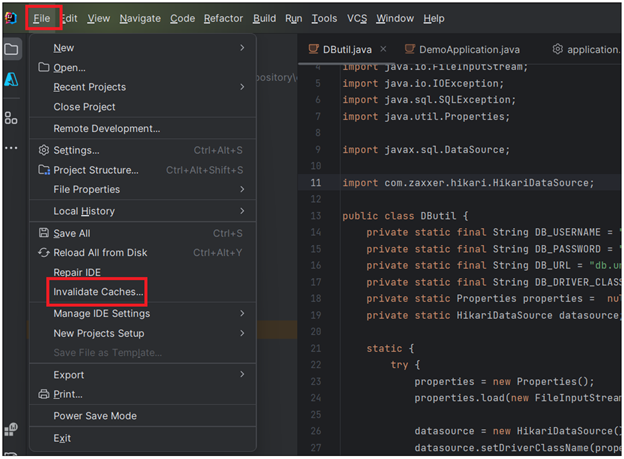 File Edit View Navigate Code Refactor Build Run Tools VCS Window Help
New
Open...
Recent Projects
Close Project
Remote Development...
Settings... Ctrl+Alt+S
Project Structure... Ctrl+Alt+Shift+S
File Properties
Local History
Save All Ctrl+S
Reload All from Disk Ctrl+Alt+Y
Repair IDE
Invalidate Caches...
Manage IDE Settings
New Projects Setup
Save File as Template...
Export
Print...
Power Save Mode
Exit
DButil.java DemoApplication.java application.
4 import java.io.FileInputStream;
5 import java.io.IOException;
6 import java.sql.SQLException;
7 import java.util.Properties;
8
9 import javax.sql.DataSource;
10
11 import com.zaxxer.hikari.HikariDataSource;
12
13 public class DButil {
14 private static final String DB_USERNAME = "
15 private static final String DB_PASSWORD = "
16 private static final String DB_URL = "db.ur
17 private static final String DB_DRIVER_CLASS
18 private static Properties properties = nul
19 private static HikariDataSource datasource;
20
21 static {
22 try {
23 properties = new Properties();
24 properties.load(new FileInputStream
25
26 datasource = new HikariDataSource()
27 datasource.setDriverClassName(prope